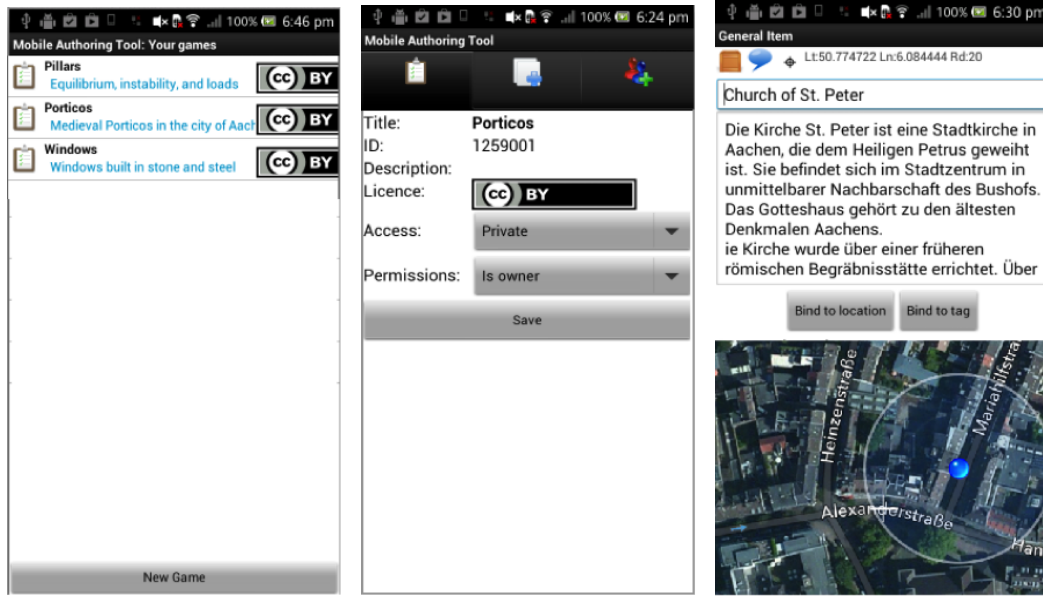 100% 6:46 pm
Mobile Authoring Tool: Your games
Pillars
Equilibrium, instability, and loads
cc BY
Porticos
Medieval Porticos in the city of Aach
cc BY
Windows
Windows built in stone and steel
cc BY
New Game
100% 6:24 pm
Mobile Authoring Tool
Title: Porticos
ID: 1259001
Description:
Licence: cc BY
Access: Private
Permissions: Is owner
Save
100% 6:30 pm
General Item
Lt:50.774722 Ln:6.084444 Rd:20
Church of St. Peter
Die Kirche St. Peter ist eine Stadtkirche in
Aachen, die dem Heiligen Petrus geweiht
ist. Sie befindet sich im Stadtzentrum in
unmittelbarer Nachbarschaft des Bushofs.
Das Gotteshaus gehört zu den ältesten
Denkmalen Aachens.
ie Kirche wurde über einer früheren
römischen Begräbnisstätte errichtet. Über
Bind to location Bind to tag
Heinzenstraße
Mariahilfstra
Alexanderstraße
Han